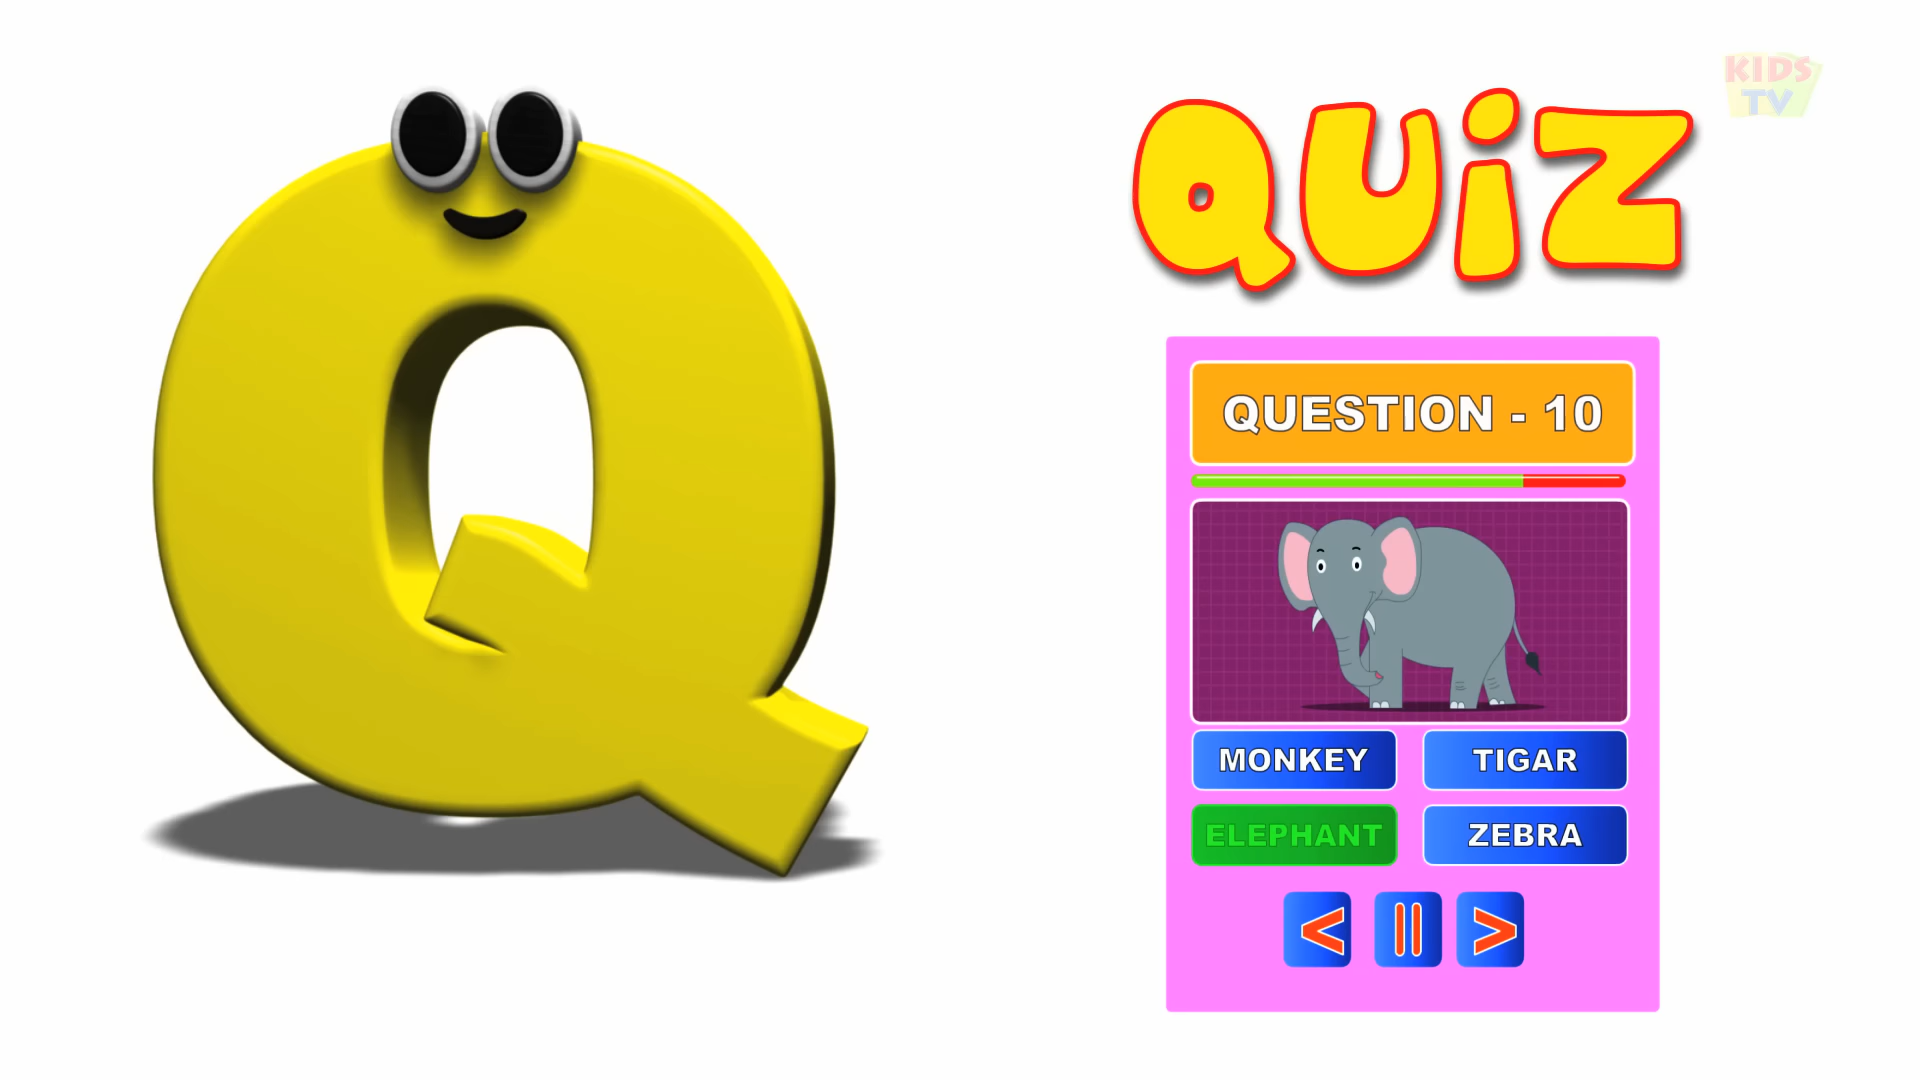 Q
KIDS
TV
QUiZ
QUESTION - 10
MONKEY
TIGAR
ELEPHANT
ZEBRA
< || >